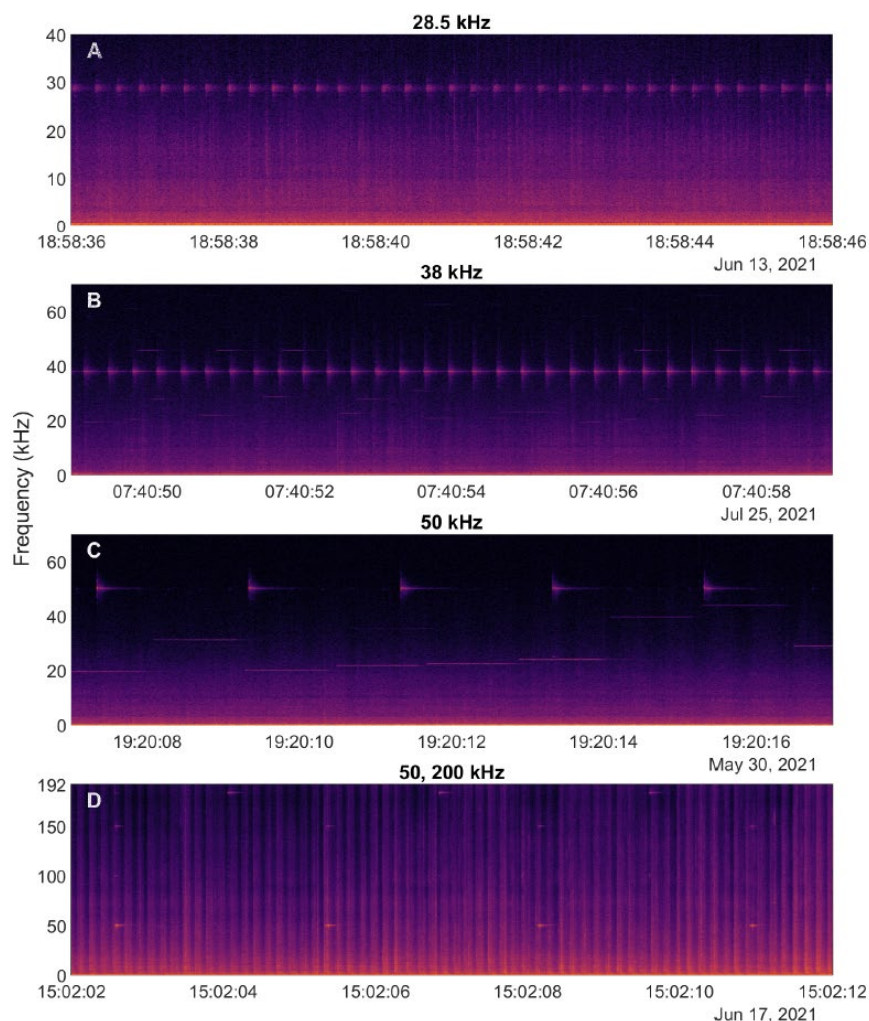 28.5 kHz
A
40
30
20
10
0
18:58:36 18:58:38 18:58:40 18:58:42 18:58:44 18:58:46
Jun 13, 2021
38 kHz
B
60
40
20
0
07:40:50 07:40:52 07:40:54 07:40:56 07:40:58
Jul 25, 2021
Frequency (kHz)
50 kHz
C
60
40
20
0
19:20:08 19:20:10 19:20:12 19:20:14 19:20:16
May 30, 2021
50, 200 kHz
D
192
150
100
50
0
15:02:02 15:02:04 15:02:06 15:02:08 15:02:10 15:02:12
Jun 17, 2021